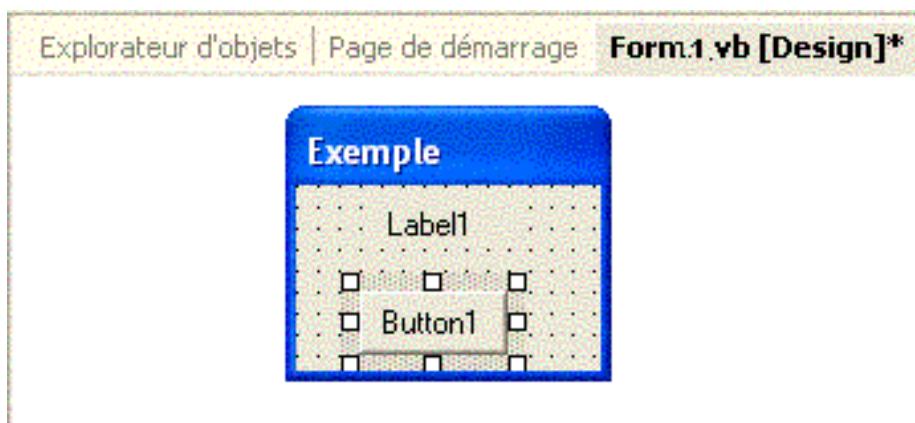 Explorateur d'objets | Page de démarrage Form1.vb [Design]*
Exemple
Label1
Button1